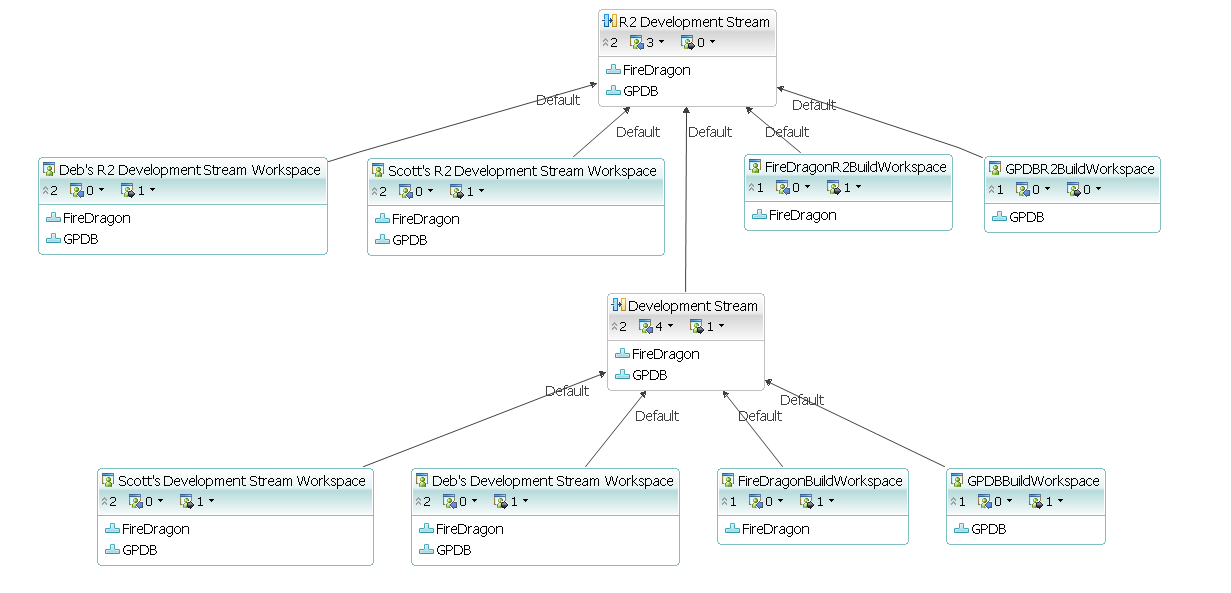 R2 Development Stream
2 3 0
FireDragon
GPDB
Default
Default
Default
Default
Default
Deb's R2 Development Stream Workspace
2 0 1
FireDragon
GPDB
Scott's R2 Development Stream Workspace
2 0 1
FireDragon
GPDB
FireDragonR2BuildWorkspace
1 0 1
FireDragon
GPDBR2BuildWorkspace
1 0 0
GPDB
Development Stream
2 4 1
FireDragon
GPDB
Default
Default
Default
Default
Scott's Development Stream Workspace
2 0 1
FireDragon
GPDB
Deb's Development Stream Workspace
2 0 1
FireDragon
GPDB
FireDragonBuildWorkspace
1 0 1
FireDragon
GPDBBuildWorkspace
1 0 1
GPDB